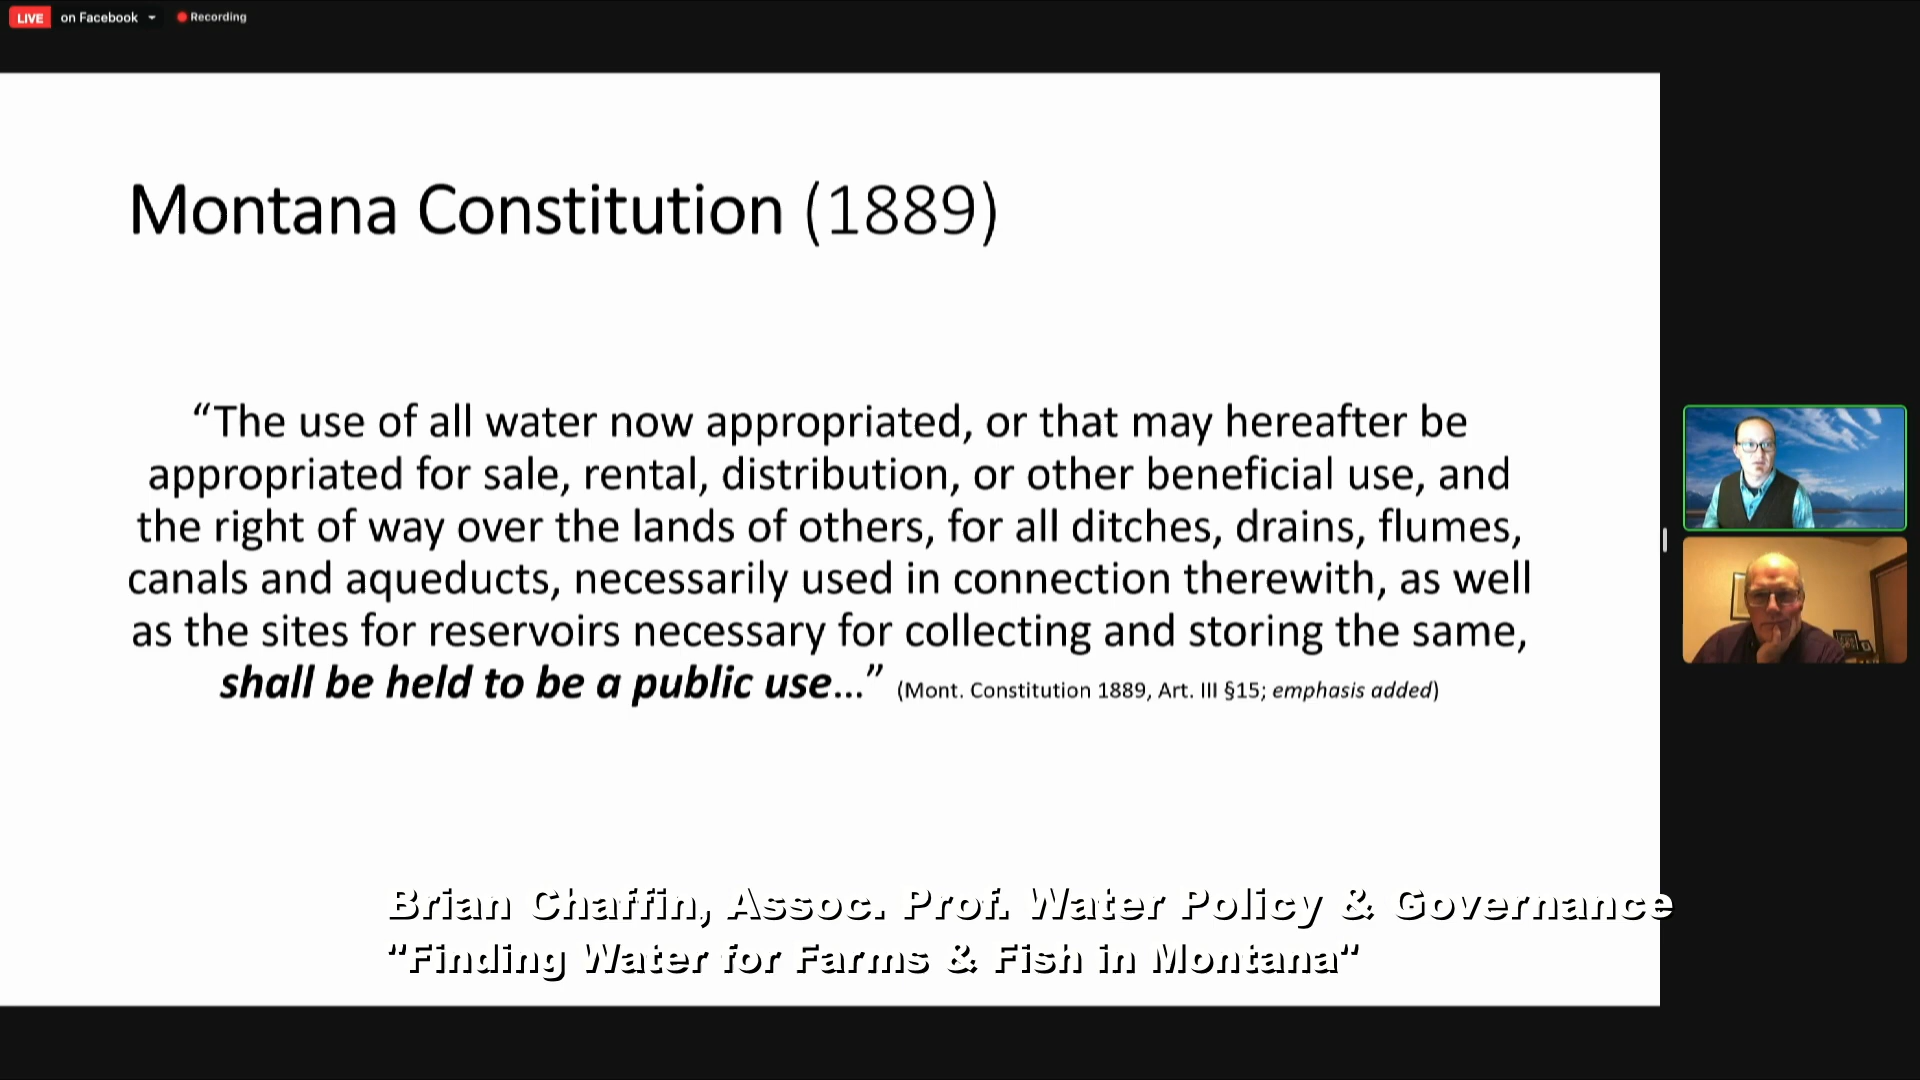 LIVE on Facebook Recording
Montana Constitution (1889)
“The use of all water now appropriated, or that may hereafter be
appropriated for sale, rental, distribution, or other beneficial use, and
the right of way over the lands of others, for all ditches, drains, flumes,
canals and aqueducts, necessarily used in connection therewith, as well
as the sites for reservoirs necessary for collecting and storing the same,
shall be held to be a public use…” (Mont. Constitution 1889, Art. III §15; emphasis added)
Brian Chaffin, Assoc. Prof. Water Policy & Governance
"Finding Water for Farms & Fish in Montana"